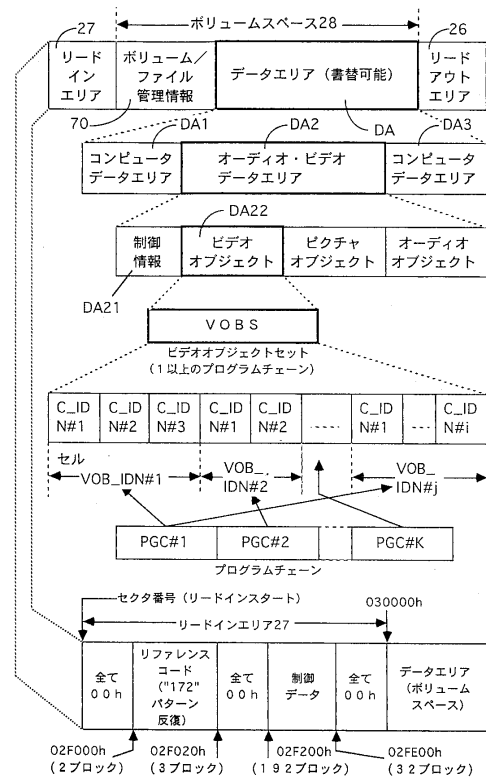 27
ボリュームスペース28
26
リード
イン
エリア
ボリューム／
ファイル
管理情報
データエリア（書替可能）
リード
アウト
エリア
70
DA1
DA2
DA
DA3
コンピュータ
データエリア
オーディオ・ビデオ
データエリア
コンピュータ
データエリア
DA22
制御
情報
ビデオ
オブジェクト
ピクチャ
オブジェクト
オーディオ
オブジェクト
DA21
VOBS
ビデオオブジェクトセット
（1以上のプログラムチェーン）
C_ID
N#1
C_ID
N#2
C_ID
N#3
C_ID
N#1
C_ID
N#2
.....
C_ID
N#1
....
C_ID
N#i
セル
VOB_IDN#1
VOB_
IDN#2
VOB_
IDN#j
PGC#1
PGC#2
PGC#K
プログラムチェーン
セクタ番号（リードインスタート）
030000h
リードインエリア27
全て
00h
リファレンス
コード
("172"
パターン
反復)
全て
00h
制御
データ
全て
00h
データエリア
(ボリューム
スペース)
02F000h
(2ブロック)
02F020h
(3ブロック)
02F200h
(192ブロック)
02FE00h
(32ブロック)